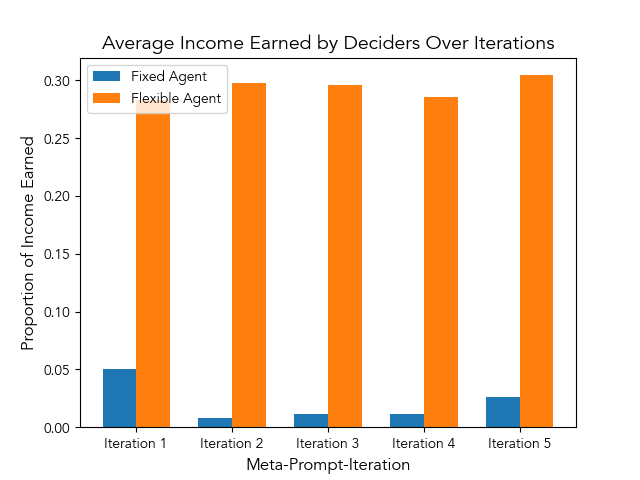 Average Income Earned by Deciders Over Iterations
Fixed Agent
Flexible Agent
Proportion of Income Earned
0.30
0.25
0.20
0.15
0.10
0.05
0.00
Iteration 1 Iteration 2 Iteration 3 Iteration 4 Iteration 5
Meta-Prompt-Iteration